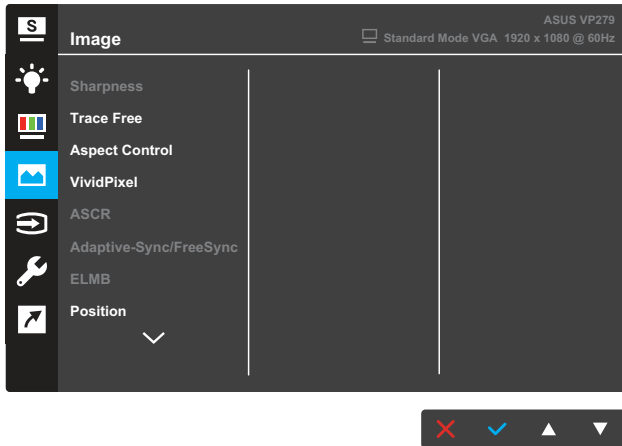 S
ASUS VP279
Image
Standard Mode VGA 1920 x 1080 @ 60Hz
Sharpness
Trace Free
Aspect Control
VividPixel
ASCR
Adaptive-Sync/FreeSync
ELMB
Position